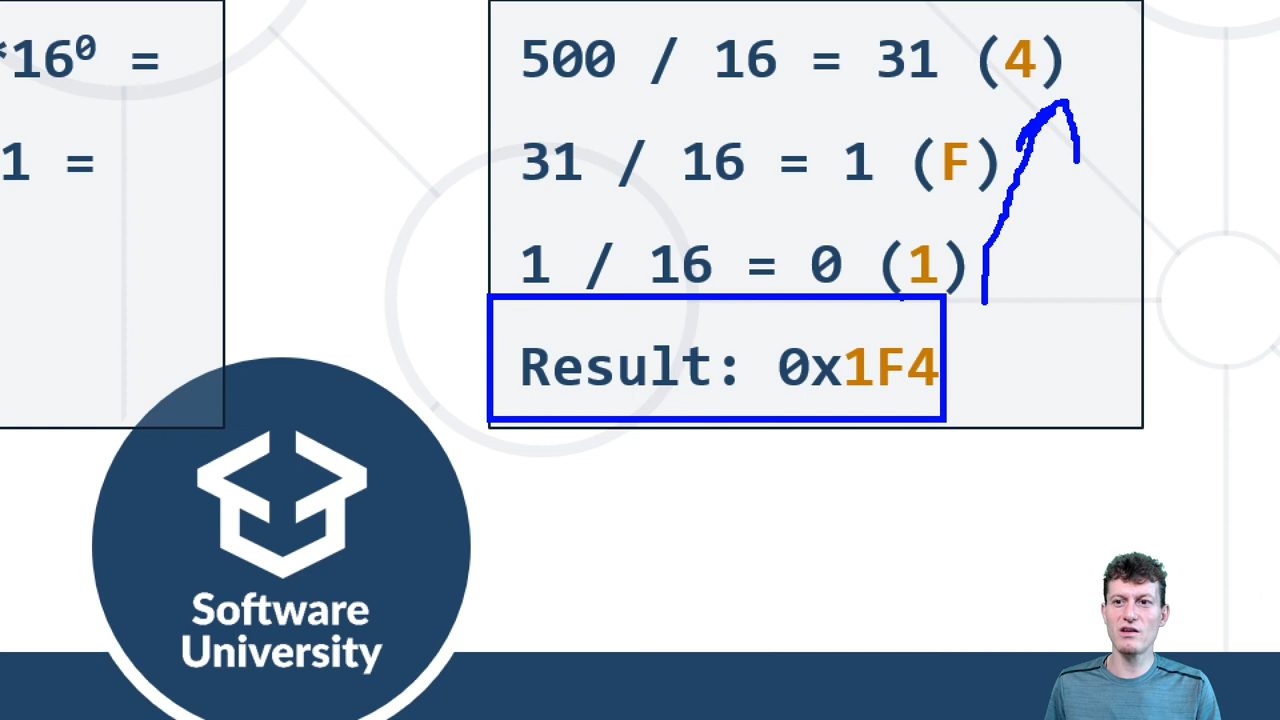 *16⁰ =
1 =
500 / 16 = 31 (4)
31 / 16 = 1 (F)
1 / 16 = 0 (1)
Result: 0x1F4
Software
University